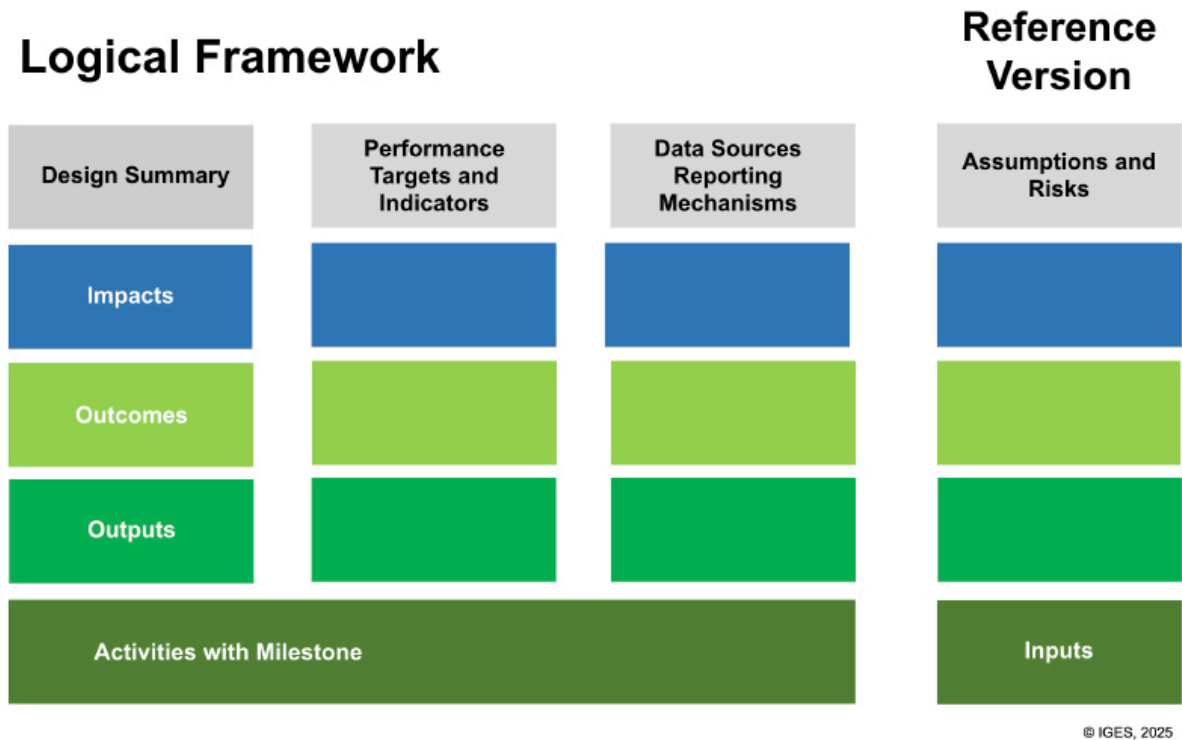 Logical Framework
Reference
Version
Design Summary
Performance
Targets and
Indicators
Data Sources
Reporting
Mechanisms
Assumptions and
Risks
Impacts
Outcomes
Outputs
Activities with Milestone
Inputs
© IGES, 2025